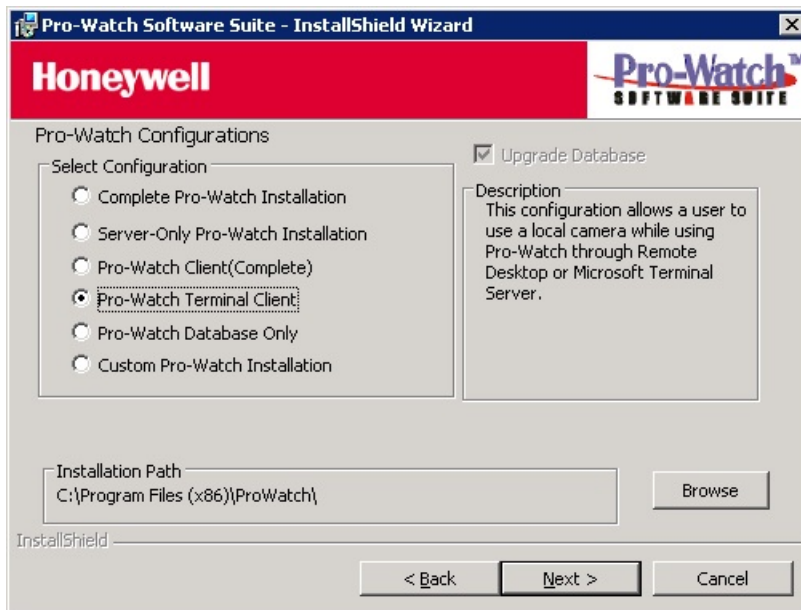 Pro-Watch Software Suite - InstallShield Wizard
Honeywell
Pro-Watch™
SOFTWARE SUITE
Pro-Watch Configurations
Select Configuration
Complete Pro-Watch Installation
Server-Only Pro-Watch Installation
Pro-Watch Client(Complete)
Pro-Watch Terminal Client
Pro-Watch Database Only
Custom Pro-Watch Installation
Upgrade Database
Description
This configuration allows a user to
use a local camera while using
Pro-Watch through Remote
Desktop or Microsoft Terminal
Server.
Installation Path
C:\Program Files (x86)\ProWatch\
Browse
InstallShield
< Back
Next >
Cancel